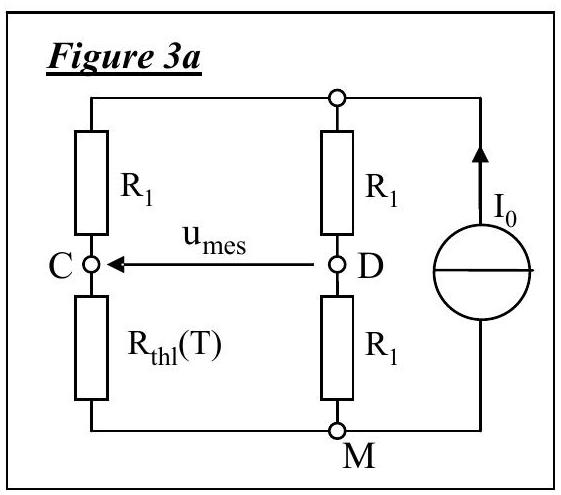 Figure 3a
R1
R1
I0
umes
C
D
Rthl(T)
R1
M